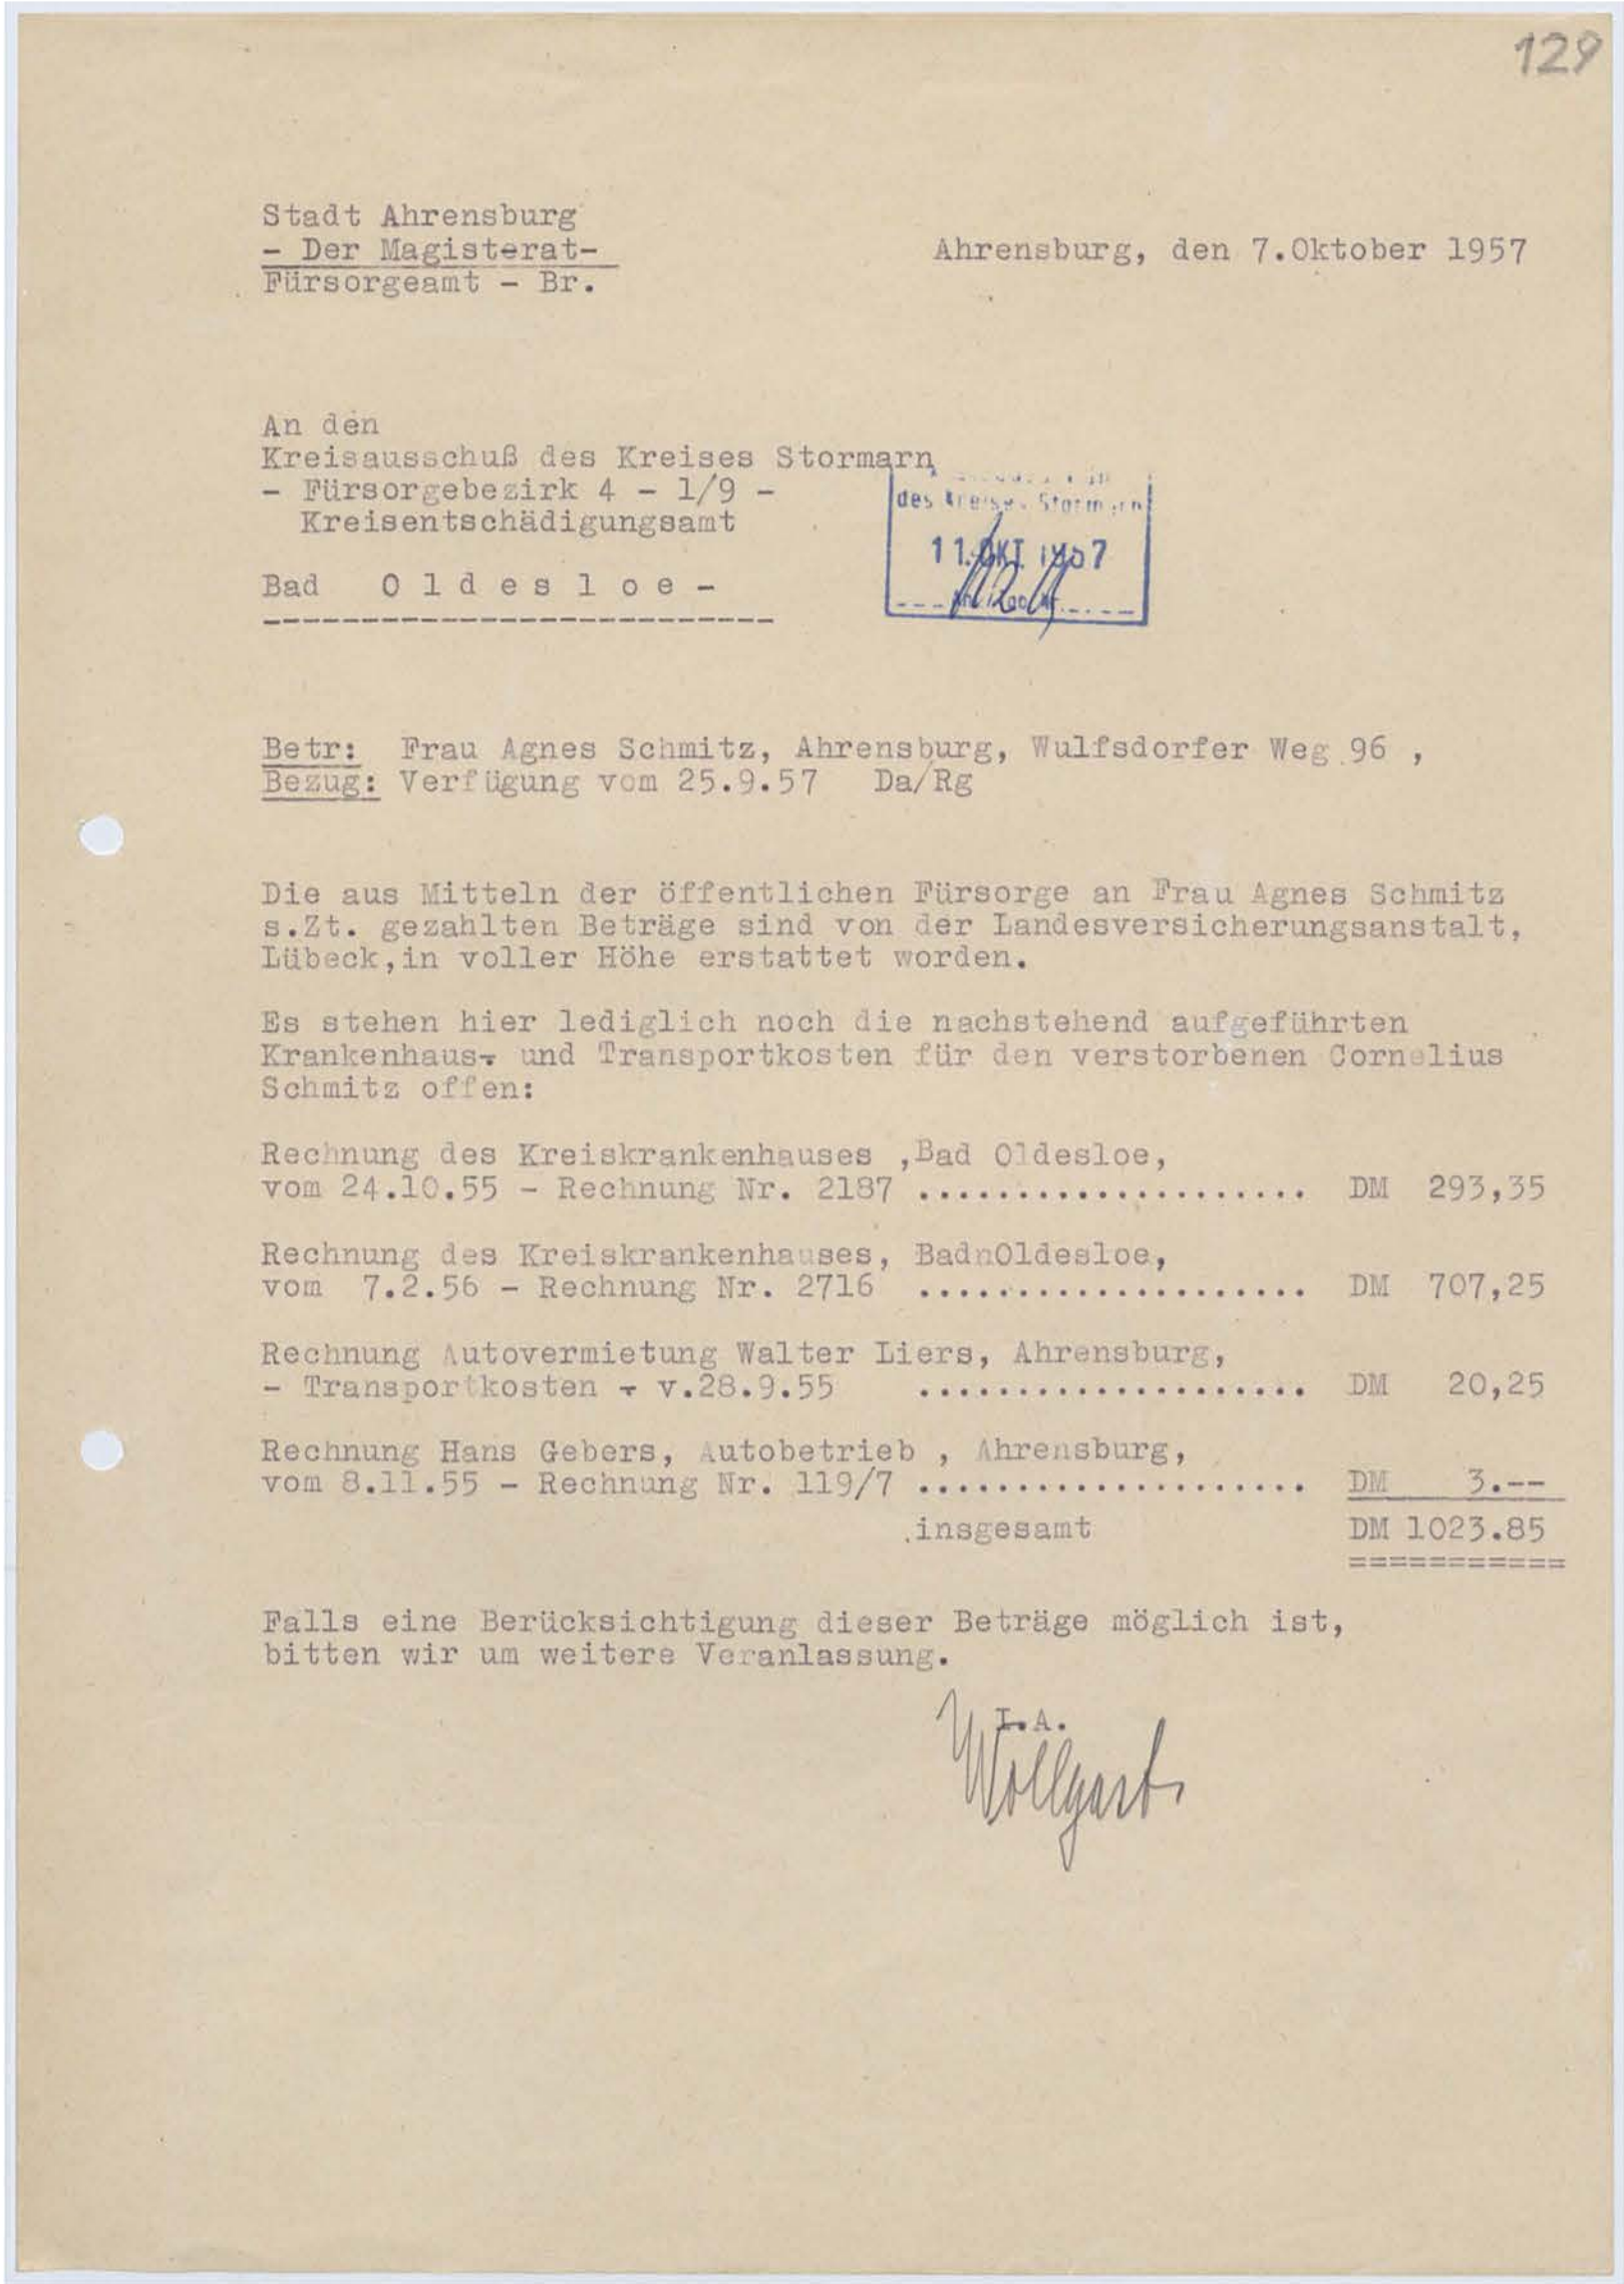 129
Stadt Ahrensburg
- Der Magisterat-
Fürsorgeamt - Br.
Ahrensburg, den 7.Oktober 1957
An den
Kreisausschuß des Kreises Stormarn
- Fürsorgebezirk 4 - 1/9 -
Kreisentschädigungsamt
Bad O l d e s l o e -
des Kreises Stormarn
11. OKT. 1957
Betr: Frau Agnes Schmitz, Ahrensburg, Wulfsdorfer Weg 96 ,
Bezug: Verfügung vom 25.9.57 Da/Rg
Die aus Mitteln der öffentlichen Fürsorge an Frau Agnes Schmitz
s.Zt. gezahlten Beträge sind von der Landesversicherungsanstalt,
Lübeck,in voller Höhe erstattet worden.
Es stehen hier lediglich noch die nachstehend aufgeführten
Krankenhaus- und Transportkosten für den verstorbenen Cornelius
Schmitz offen:
Rechnung des Kreiskrankenhauses ,Bad Oldesloe,
vom 24.10.55 - Rechnung Nr. 2187 .................... DM 293,35
Rechnung des Kreiskrankenhauses, BadnOldesloe,
vom 7.2.56 - Rechnung Nr. 2716 .................... DM 707,25
Rechnung Autovermietung Walter Liers, Ahrensburg,
- Transportkosten - v.28.9.55 .................... DM 20,25
Rechnung Hans Gebers, Autobetrieb , Ahrensburg,
vom 8.11.55 - Rechnung Nr. 119/7 .................... DM 3.--
insgesamt DM 1023.85
===========
Falls eine Berücksichtigung dieser Beträge möglich ist,
bitten wir um weitere Veranlassung.
I.A.
Wollgast